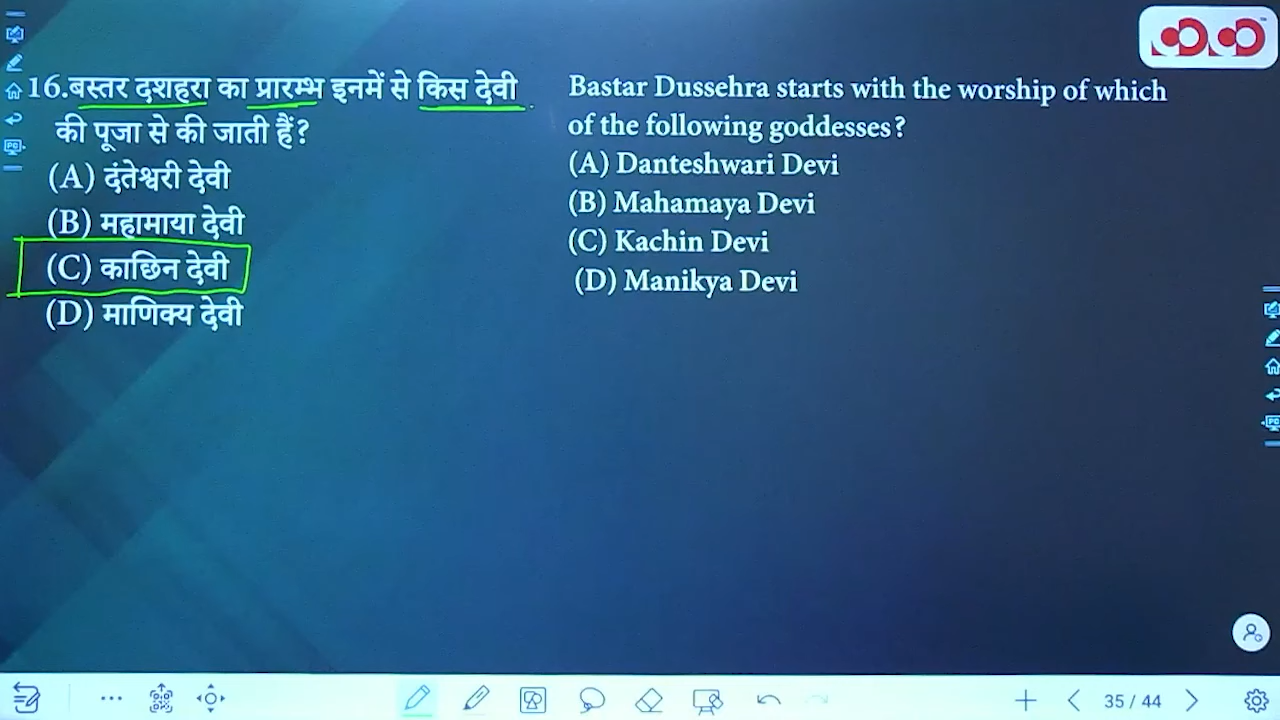 16.बस्तर दशहरा का प्रारम्भ इनमें से किस देवी
की पूजा से की जाती हैं?
(A) दंतेश्वरी देवी
(B) महामाया देवी
(C) काछिन देवी
(D) माणिक्य देवी
Bastar Dussehra starts with the worship of which
of the following goddesses?
(A) Danteshwari Devi
(B) Mahamaya Devi
(C) Kachin Devi
(D) Manikya Devi
35 / 44